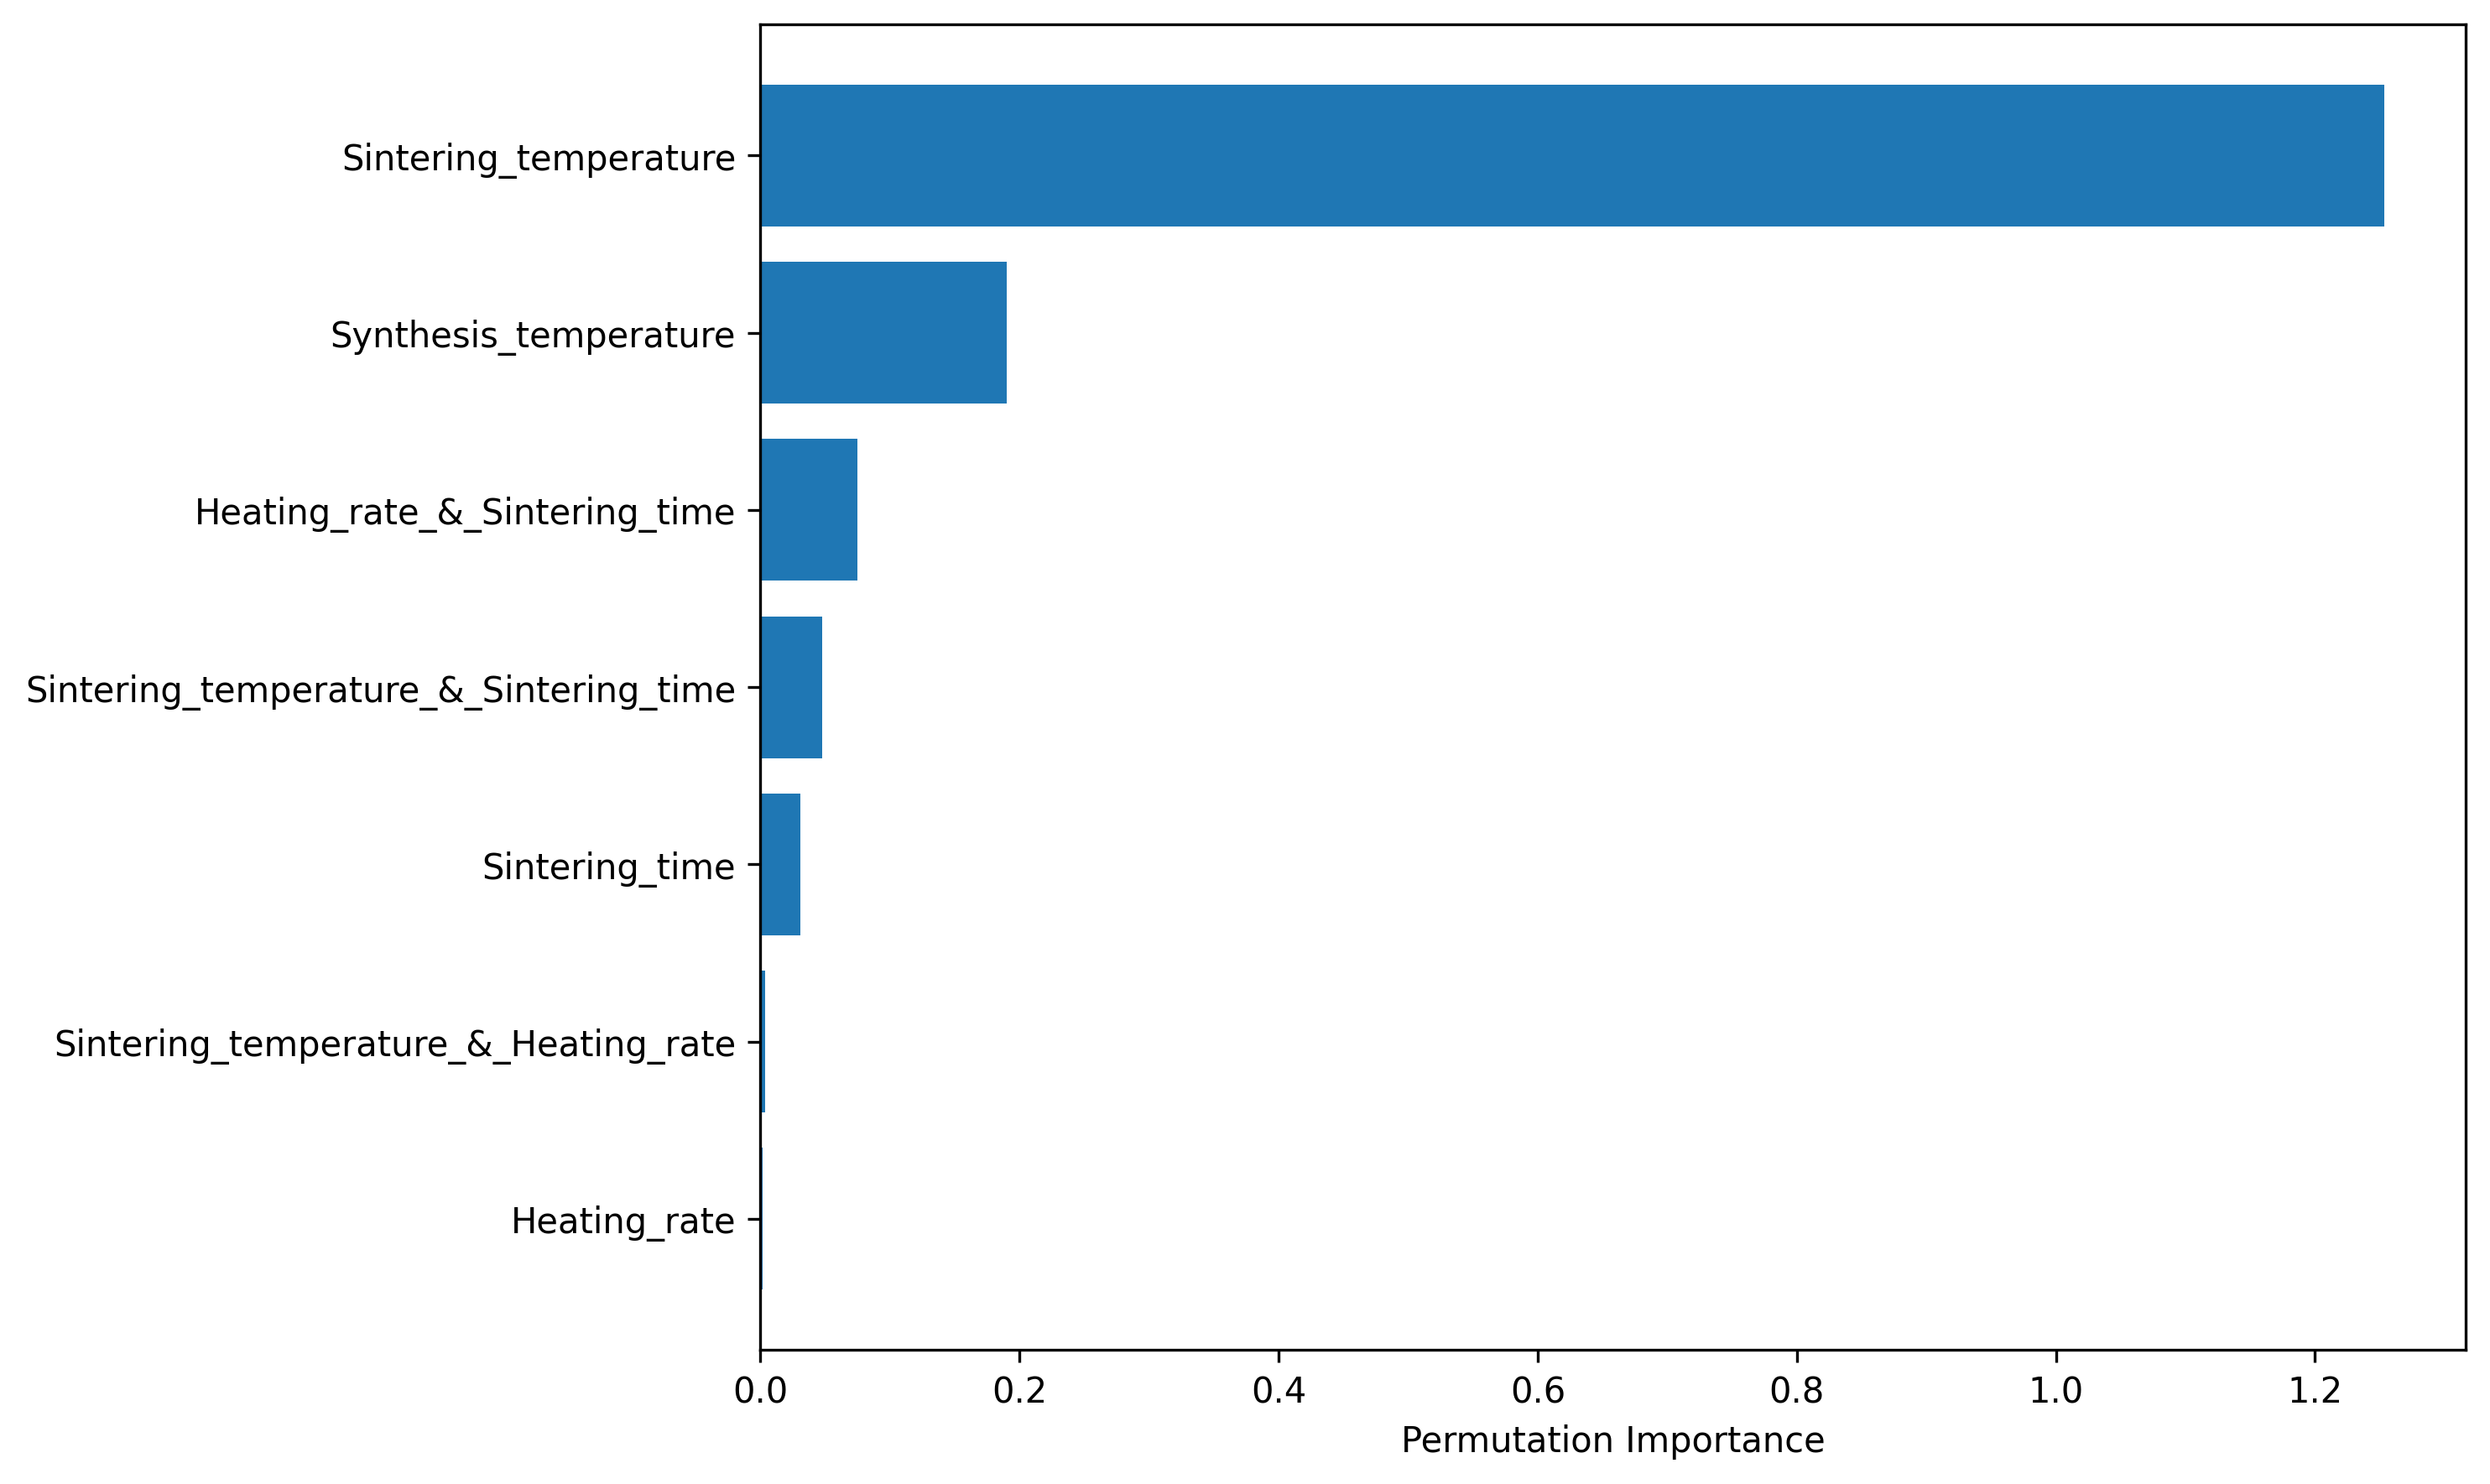 Sintering_temperature
Synthesis_temperature
Heating_rate_&_Sintering_time
Sintering_temperature_&_Sintering_time
Sintering_time
Sintering_temperature_&_Heating_rate
Heating_rate
0.0 0.2 0.4 0.6 0.8 1.0 1.2
Permutation Importance